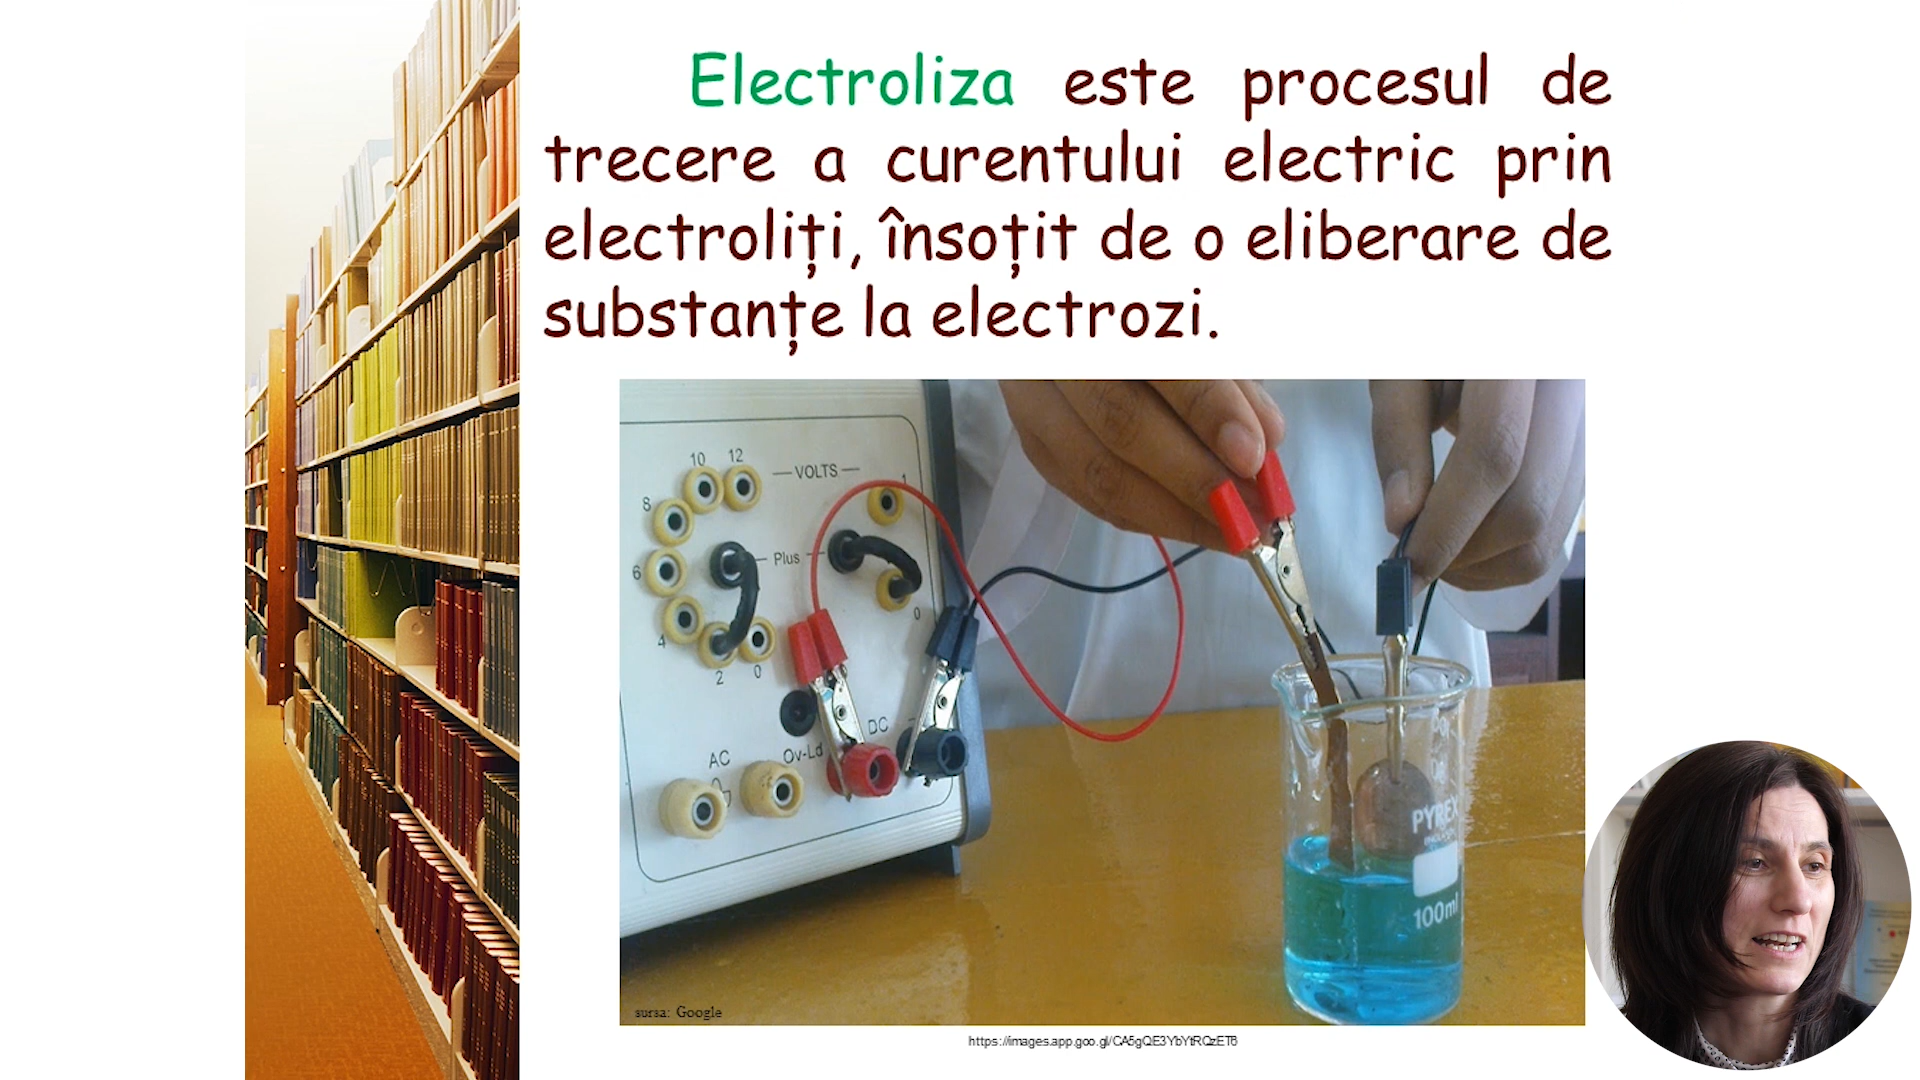 Electroliza este procesul de
trecere a curentului electric prin
electroliți, însoțit de o eliberare de
substanțe la electrozi.
10 12
VOLTS
8
1
Plus
6
4
0
2
0
DC
AC
Ov-Ld
PYREX
100ml
sursa: Google
https://images.app.goo.gl/CA5gQE3YbYtRQzET6